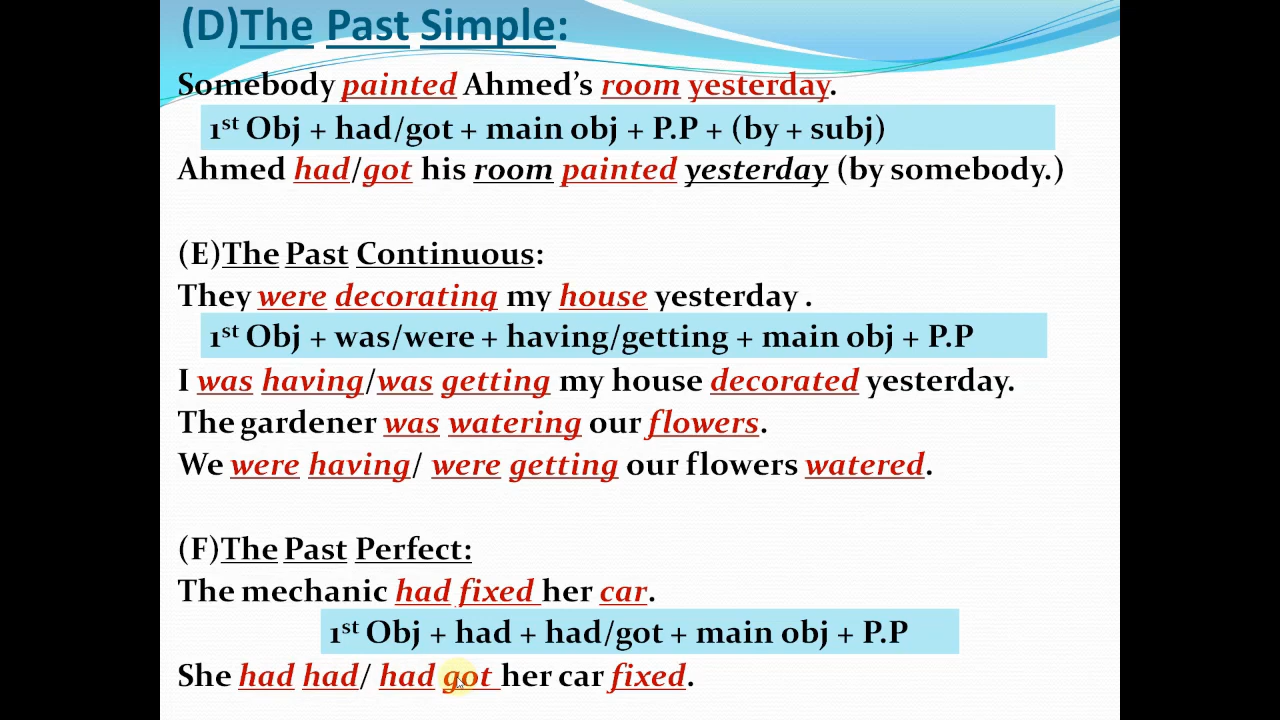 (D)The Past Simple:
Somebody painted Ahmed’s room yesterday.
1st Obj + had/got + main obj + P.P + (by + subj)
Ahmed had/got his room painted yesterday (by somebody.)
(E)The Past Continuous:
They were decorating my house yesterday .
1st Obj + was/were + having/getting + main obj + P.P
I was having/was getting my house decorated yesterday.
The gardener was watering our flowers.
We were having/ were getting our flowers watered.
(F)The Past Perfect:
The mechanic had fixed her car.
1st Obj + had + had/got + main obj + P.P
She had had/ had got her car fixed.